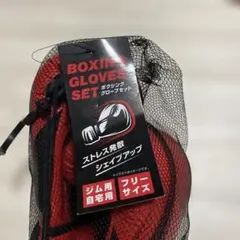 BOXING
GLOVES
SET
ボクシング
グローブセット
ストレス発散
シェイプアップ
ジム用
自宅用
フリー
サイズ